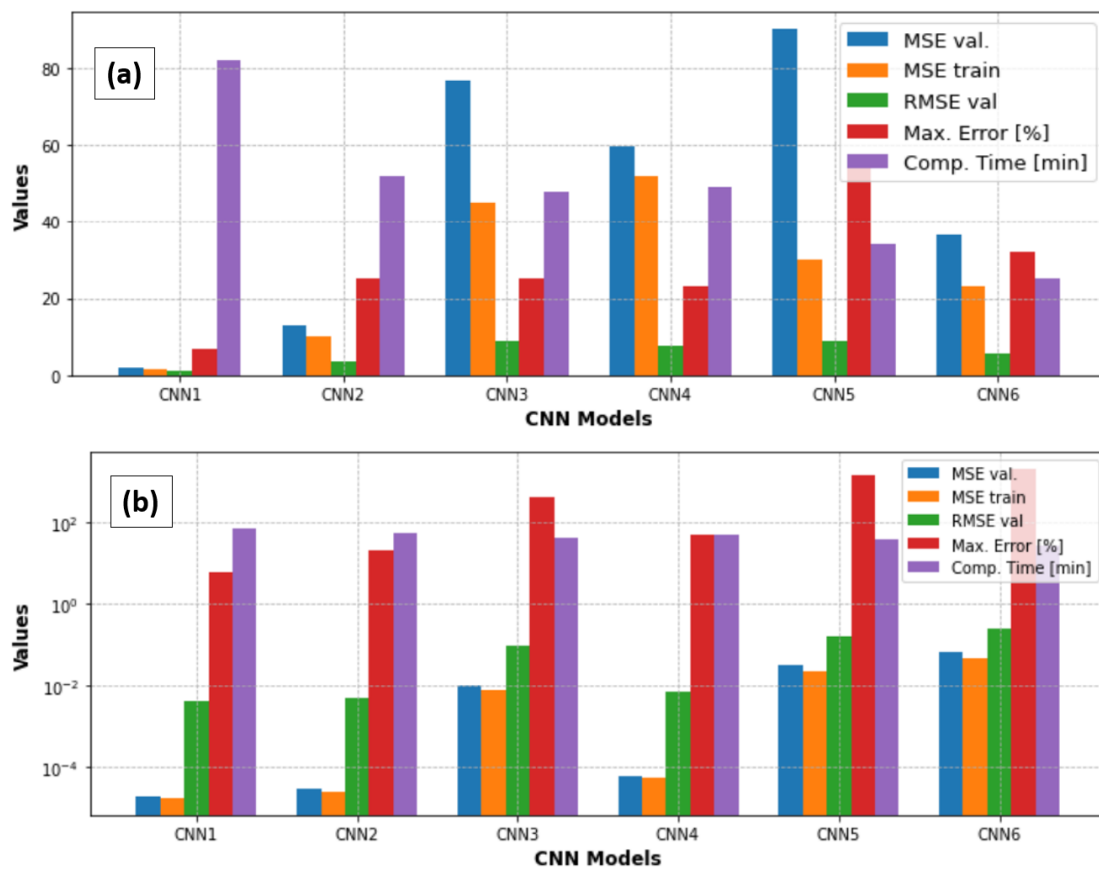 (a)
MSE val.
MSE train
RMSE val
Max. Error [%]
Comp. Time [min]
Values
80
60
40
20
0
CNN1 CNN2 CNN3 CNN4 CNN5 CNN6
CNN Models
(b)
MSE val.
MSE train
RMSE val
Max. Error [%]
Comp. Time [min]
Values
10²
10⁰
10⁻²
10⁻⁴
CNN1 CNN2 CNN3 CNN4 CNN5 CNN6
CNN Models